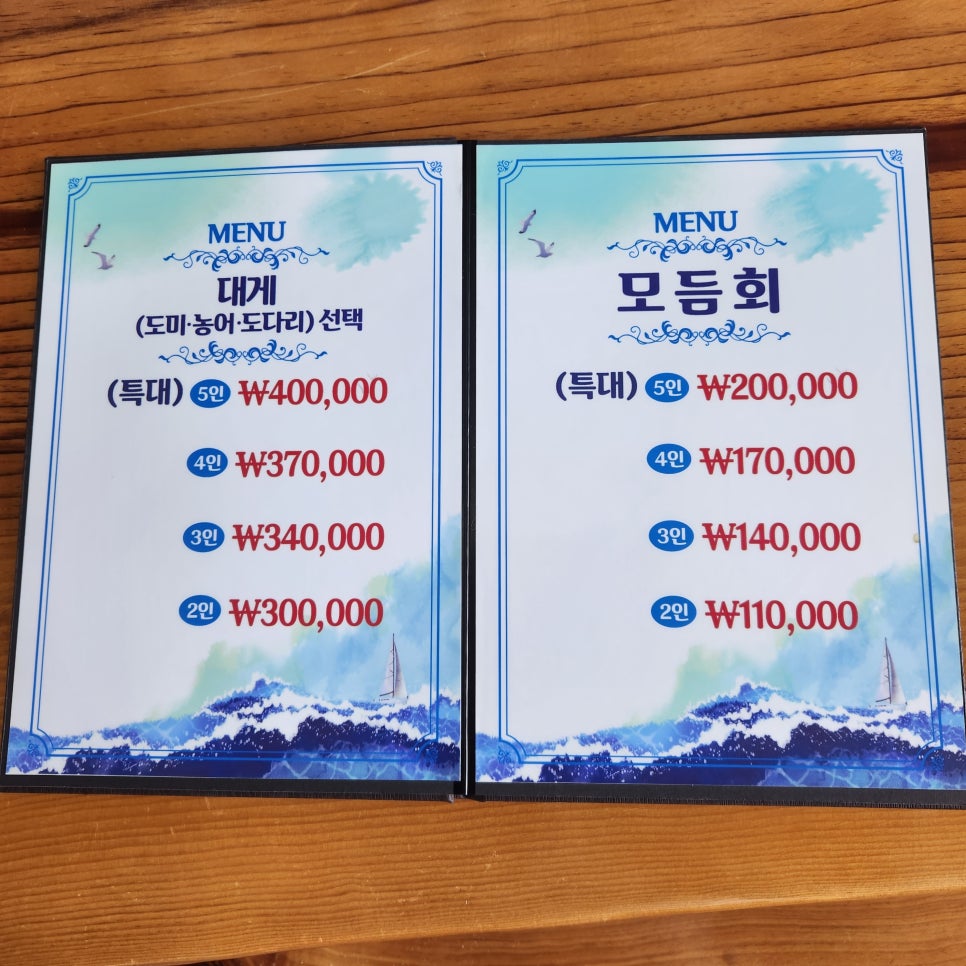 MENU
대게
(도미·농어·도다리) 선택
(특대) 5인 ₩400,000
4인 ₩370,000
3인 ₩340,000
2인 ₩300,000
MENU
모듬회
(특대) 5인 ₩200,000
4인 ₩170,000
3인 ₩140,000
2인 ₩110,000